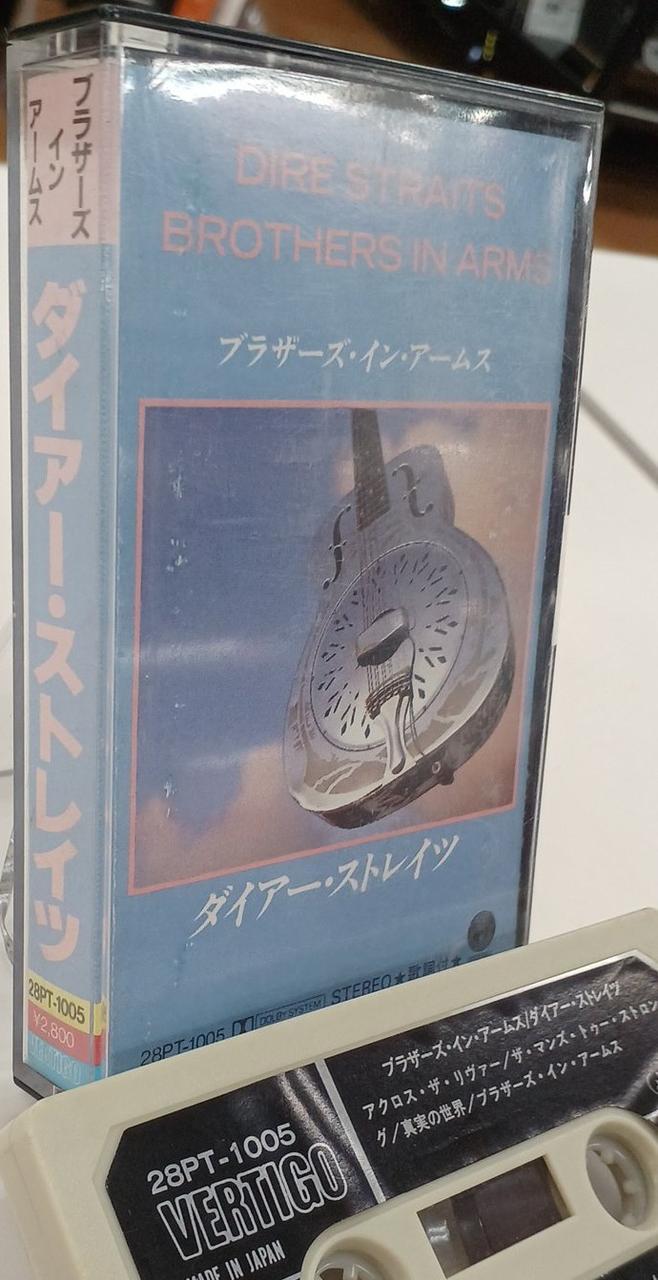 ブラザーズ
イン
アームス
ダイアー・ストレイツ
28PT-1005
¥2,800
VERTIGO
DIRE STRAITS
BROTHERS IN ARMS
ブラザーズ・イン・アームス
ダイアー・ストレイツ
28PT-1005 DOLBY SYSTEM STEREO★歌詞付★
ブラザーズ・イン・アームス/ダイアー・ストレイツ
アクロス・ザ・リヴァー/ザ・マンズ・トゥー・ストロン
グ/真実の世界/ブラザーズ・イン・アームス
28PT-1005
VERTIGO
MADE IN JAPAN